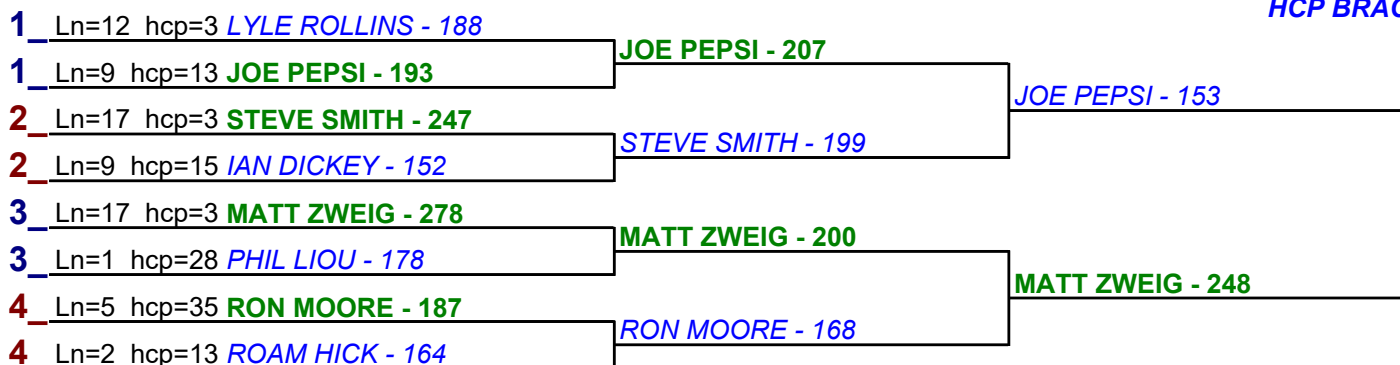 HCP BRAC
1_ Ln=12 hcp=3 LYLE ROLLINS - 188
JOE PEPSI - 207
1_ Ln=9 hcp=13 JOE PEPSI - 193
JOE PEPSI - 153
2_ Ln=17 hcp=3 STEVE SMITH - 247
STEVE SMITH - 199
2_ Ln=9 hcp=15 IAN DICKEY - 152
3_ Ln=17 hcp=3 MATT ZWEIG - 278
MATT ZWEIG - 200
3_ Ln=1 hcp=28 PHIL LIOU - 178
MATT ZWEIG - 248
4_ Ln=5 hcp=35 RON MOORE - 187
RON MOORE - 168
4 Ln=2 hcp=13 ROAM HICK - 164